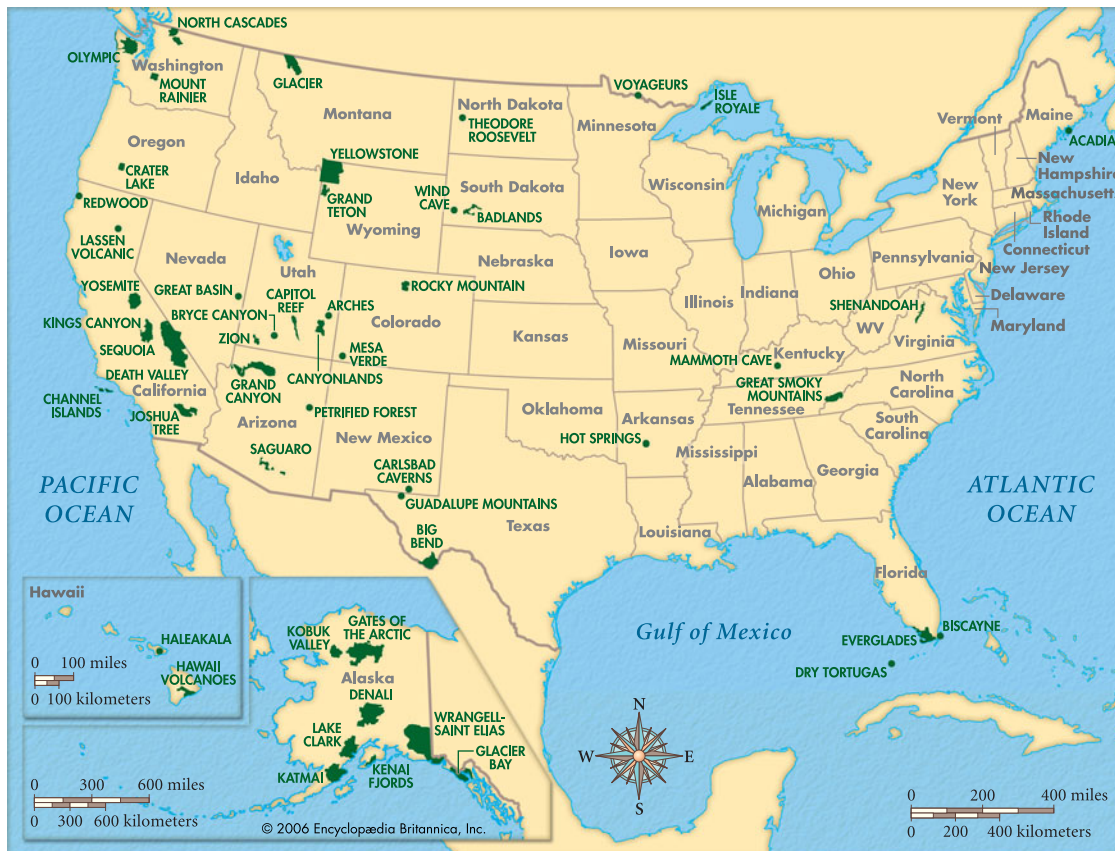 NORTH CASCADES
OLYMPIC
Washington
MOUNT
RAINIER
GLACIER
Montana
North Dakota
THEODORE
ROOSEVELT
VOYAGEURS
Minnesota
ISLE
ROYALE
Vermont
Maine
ACADIA
New
Hampshire
Massachusetts
New
York
Rhode
Island
Connecticut
Oregon
CRATER
LAKE
REDWOOD
Idaho
YELLOWSTONE
GRAND
TETON
Wyoming
South Dakota
WIND
CAVE
BADLANDS
Wisconsin
Michigan
Pennsylvania
New Jersey
Delaware
Maryland
LASSEN
VOLCANIC
Nevada
Utah
Nebraska
Iowa
Illinois
Indiana
Ohio
SHENANDOAH
WV
Virginia
YOSEMITE
GREAT BASIN
CAPITOL
REEF
BRYCE CANYON
ARCHES
ROCKY MOUNTAIN
Colorado
Kansas
Missouri
MAMMOTH CAVE
Kentucky
KINGS CANYON
SEQUOIA
ZION
MESA
VERDE
CANYONLANDS
DEATH VALLEY
California
GRAND
CANYON
GREAT SMOKY
MOUNTAINS
Tennessee
North
Carolina
CHANNEL
ISLANDS
JOSHUA
TREE
Arizona
PETRIFIED FOREST
New Mexico
Oklahoma
Arkansas
HOT SPRINGS
South
Carolina
SAGUARO
CARLSBAD
CAVERNS
GUADALUPE MOUNTAINS
Mississippi
Alabama
Georgia
PACIFIC
OCEAN
ATLANTIC
OCEAN
Texas
BIG
BEND
Louisiana
Florida
Gulf of Mexico
EVERGLADES
BISCAYNE
DRY TORTUGAS
Hawaii
HALEAKALA
HAWAII
VOLCANOES
0 100 miles
0 100 kilometers
KOBUK
VALLEY
GATES OF
THE ARCTIC
Alaska
DENALI
WRANGELL-
SAINT ELIAS
LAKE
CLARK
GLACIER
BAY
KATMAI
KENAI
FJORDS
0 300 600 miles
0 300 600 kilometers
© 2006 Encyclopædia Britannica, Inc.
N
W E
S
0 200 400 miles
0 200 400 kilometers